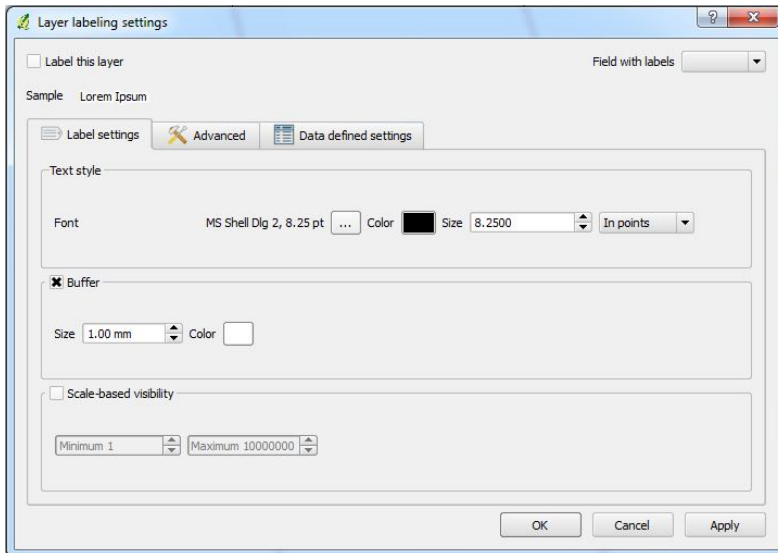 Layer labeling settings
Label this layer
Field with labels
Sample Lorem Ipsum
Label settings Advanced Data defined settings
Text style
Font MS Shell Dlg 2, 8.25 pt ... Color Size 8.2500 In points
Buffer
Size 1.00 mm Color
Scale-based visibility
Minimum 1 Maximum 10000000
OK Cancel Apply